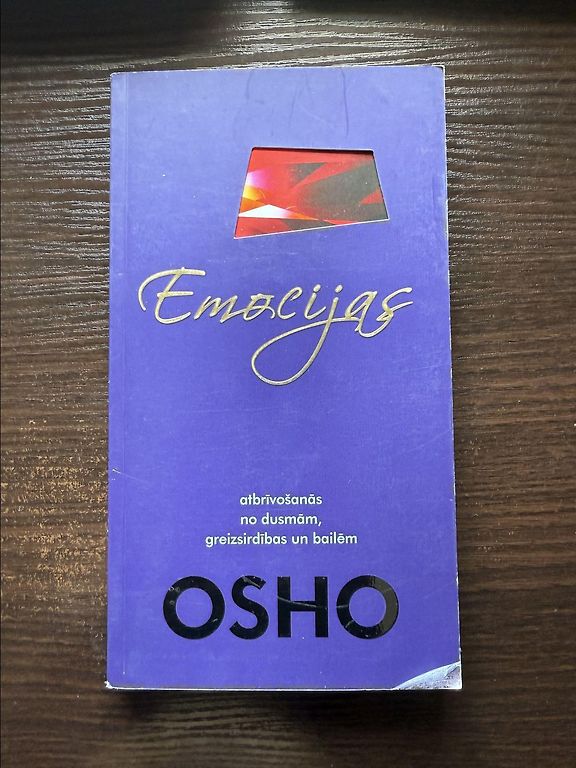 Emocijas
atbrīvošanās
no dusmām,
greizsirdības un bailēm
OSHO